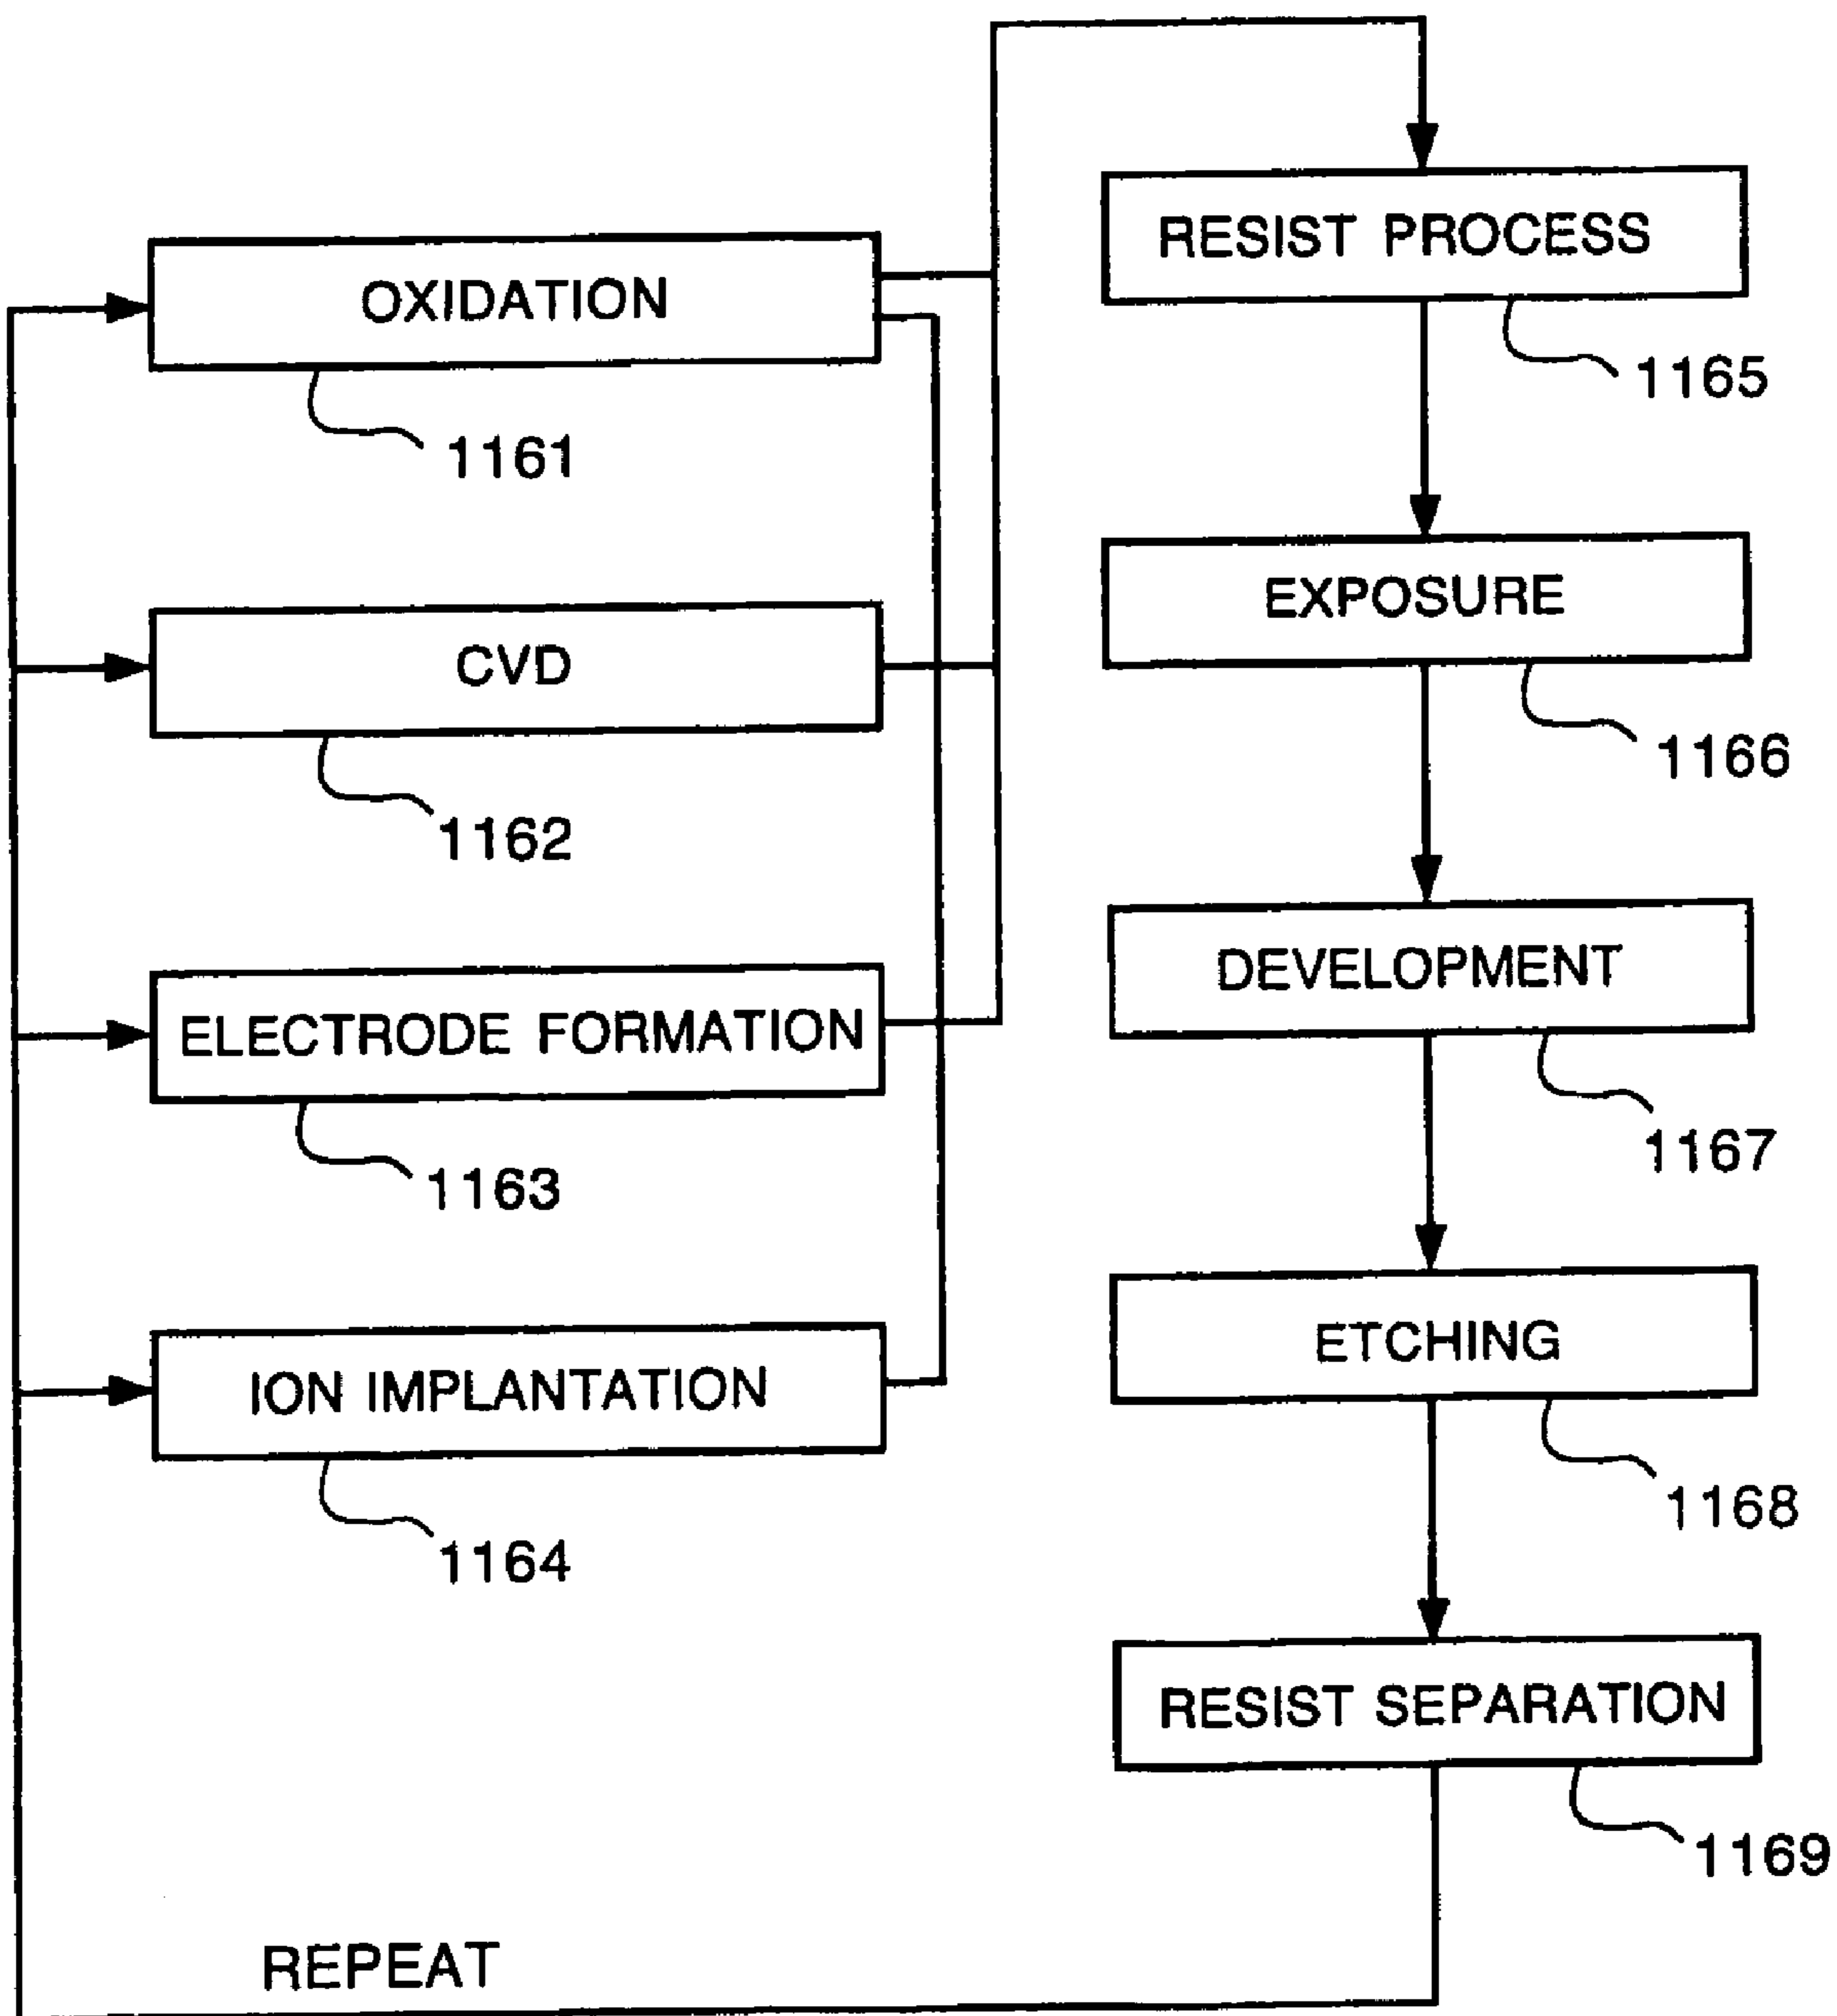 OXIDATION
1161
CVD
1162
ELECTRODE FORMATION
1163
ION IMPLANTATION
1164
RESIST PROCESS
1165
EXPOSURE
1166
DEVELOPMENT
1167
ETCHING
1168
RESIST SEPARATION
1169
REPEAT